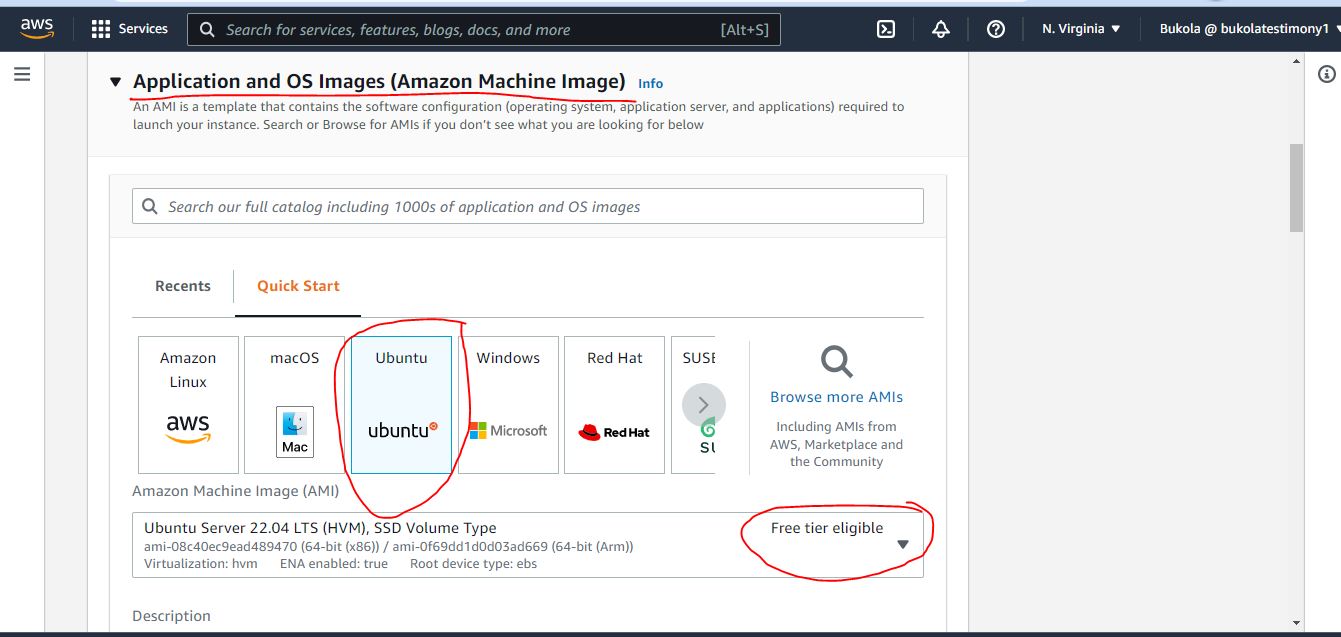 aws
Services
Search for services, features, blogs, docs, and more
[Alt+S]
N. Virginia
Bukola @ bukolatestimony1
Application and OS Images (Amazon Machine Image) Info
An AMI is a template that contains the software configuration (operating system, application server, and applications) required to
launch your instance. Search or Browse for AMIs if you don't see what you are looking for below
Search our full catalog including 1000s of application and OS images
Recents
Quick Start
Amazon
Linux
aws
macOS
Mac
Ubuntu
ubuntu
Windows
Microsoft
Red Hat
Red Hat
SUSE
SU
Browse more AMIs
Including AMIs from
AWS, Marketplace and
the Community
Amazon Machine Image (AMI)
Ubuntu Server 22.04 LTS (HVM), SSD Volume Type
Free tier eligible
ami-08c40ec9ead489470 (64-bit (x86)) / ami-0f69dd1d0d03ad669 (64-bit (Arm))
Virtualization: hvm ENA enabled: true Root device type: ebs
Description